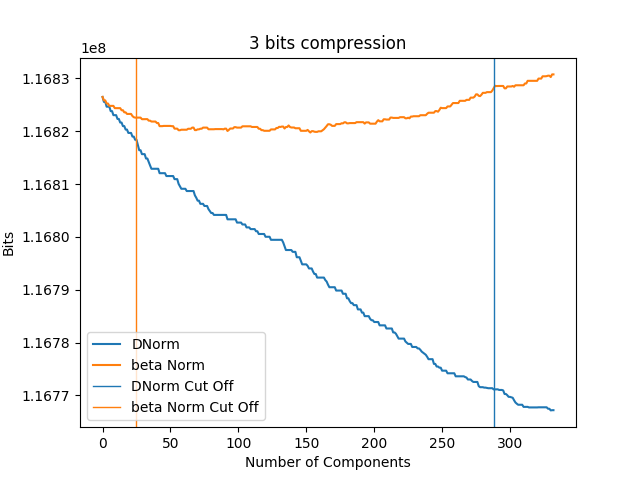 3 bits compression
1e8
1.1683
1.1682
1.1681
1.1680
1.1679
1.1678
1.1677
Bits
DNorm
beta Norm
DNorm Cut Off
beta Norm Cut Off
0 50 100 150 200 250 300
Number of Components